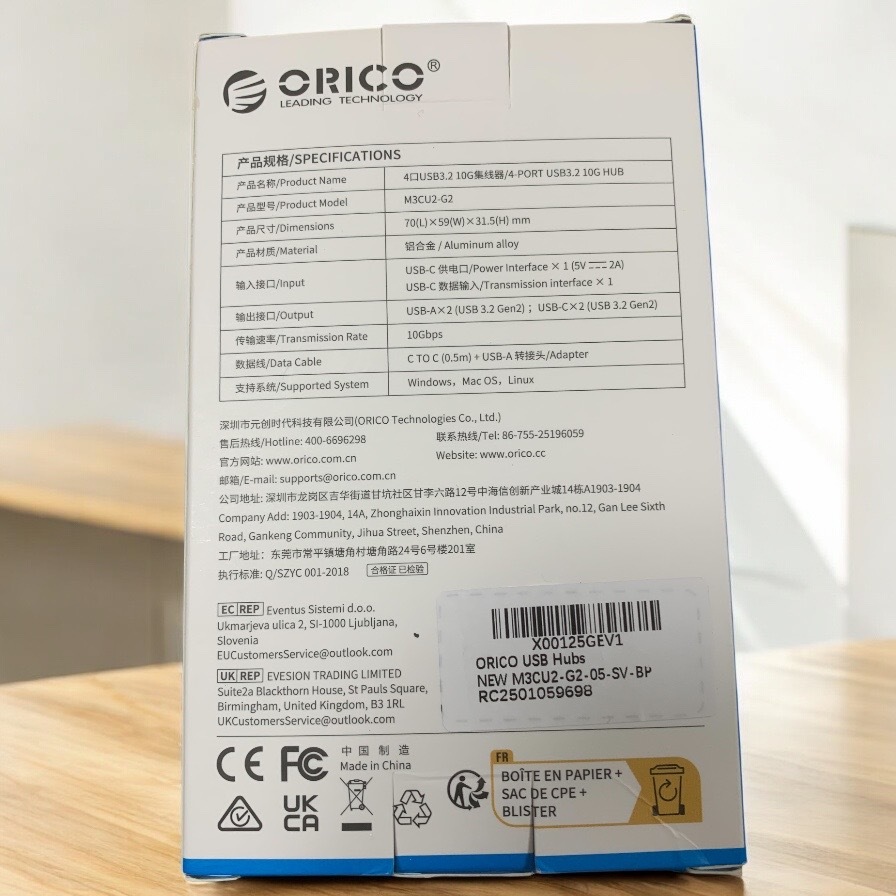 ORICO®
LEADING TECHNOLOGY
产品规格/SPECIFICATIONS
产品名称/Product Name 4口USB3.2 10G集线器/4-PORT USB3.2 10G HUB
产品型号/Product Model M3CU2-G2
产品尺寸/Dimensions 70(L)×59(W)×31.5(H) mm
产品材质/Material 铝合金 / Aluminum alloy
输入接口/Input USB-C 供电口/Power Interface × 1 (5V⎓2A)
USB-C 数据输入/Transmission interface × 1
输出接口/Output USB-A×2 (USB 3.2 Gen2)；USB-C×2 (USB 3.2 Gen2)
传输速率/Transmission Rate 10Gbps
数据线/Data Cable C TO C (0.5m) + USB-A 转接头/Adapter
支持系统/Supported System Windows，Mac OS，Linux
深圳市元创时代科技有限公司(ORICO Technologies Co., Ltd.)
售后热线/Hotline: 400-6696298 联系热线/Tel: 86-755-25196059
官方网站: www.orico.com.cn Website: www.orico.cc
邮箱/E-mail: supports@orico.com.cn
公司地址: 深圳市龙岗区吉华街道甘坑社区甘李六路12号中海信创新产业城14栋A1903-1904
Company Add: 1903-1904, 14A, Zhonghaixin Innovation Industrial Park, no.12, Gan Lee Sixth
Road, Gankeng Community, Jihua Street, Shenzhen, China
工厂地址：东莞市常平镇塘角村塘角路24号6号楼201室
执行标准: Q/SZYC 001-2018 合格证 已检验
EC REP Eventus Sistemi d.o.o.
Ukmarjeva ulica 2, SI-1000 Ljubljana,
Slovenia
EUCustomersService@outlook.com
UK REP EVESION TRADING LIMITED
Suite2a Blackthorn House, St Pauls Square,
Birmingham, United Kingdom, B3 1RL
UKCustomersService@outlook.com
X00125GEV1
ORICO USB Hubs
NEW M3CU2-G2-05-SV-BP
RC2501059698
CE FC 中国制造
Made in China
UK
CA
FR
BOÎTE EN PAPIER +
SAC DE CPE +
BLISTER